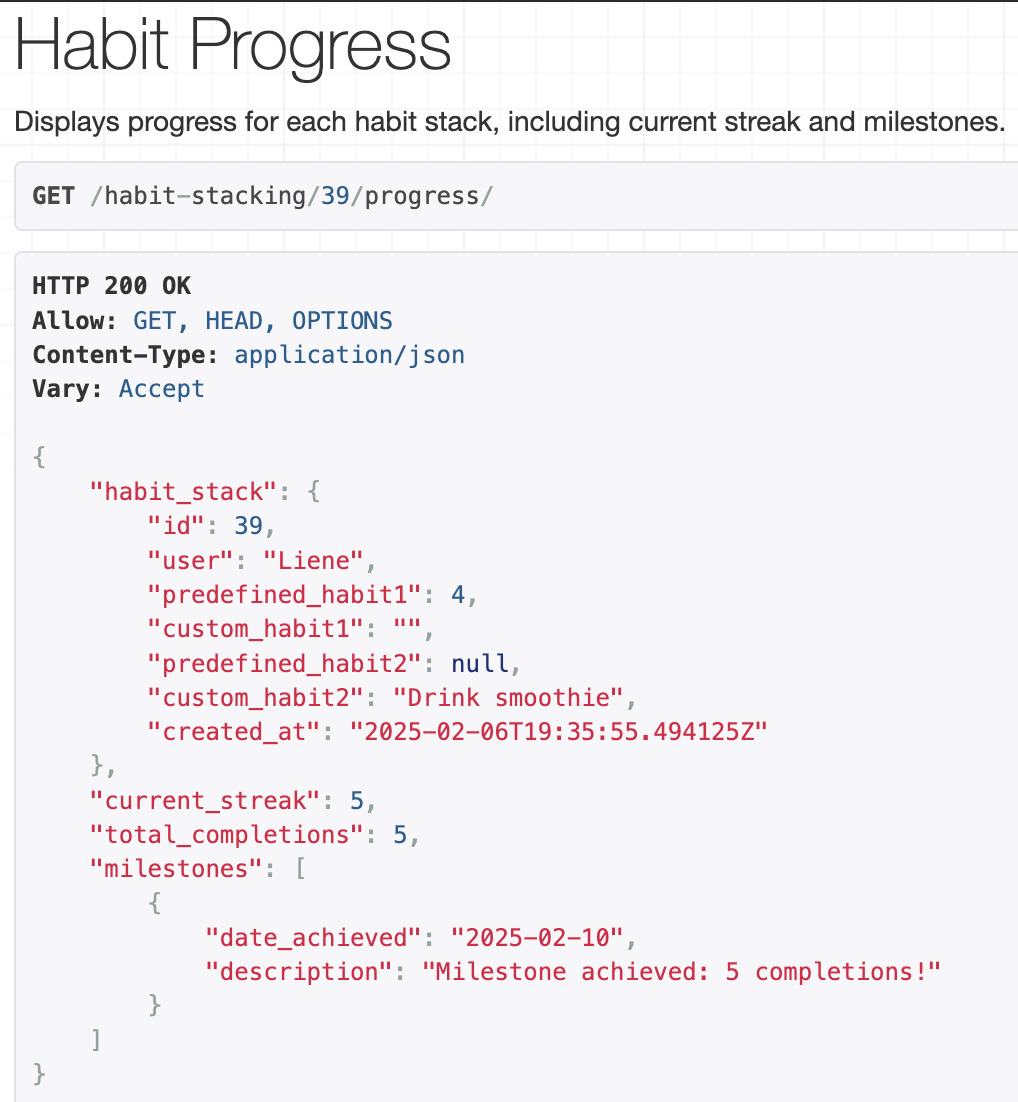 Habit Progress
Displays progress for each habit stack, including current streak and milestones.
GET /habit-stacking/39/progress/
HTTP 200 OK
Allow: GET, HEAD, OPTIONS
Content-Type: application/json
Vary: Accept
{
    "habit_stack": {
        "id": 39,
        "user": "Liene",
        "predefined_habit1": 4,
        "custom_habit1": "",
        "predefined_habit2": null,
        "custom_habit2": "Drink smoothie",
        "created_at": "2025-02-06T19:35:55.494125Z"
    },
    "current_streak": 5,
    "total_completions": 5,
    "milestones": [
        {
            "date_achieved": "2025-02-10",
            "description": "Milestone achieved: 5 completions!"
        }
    ]
}